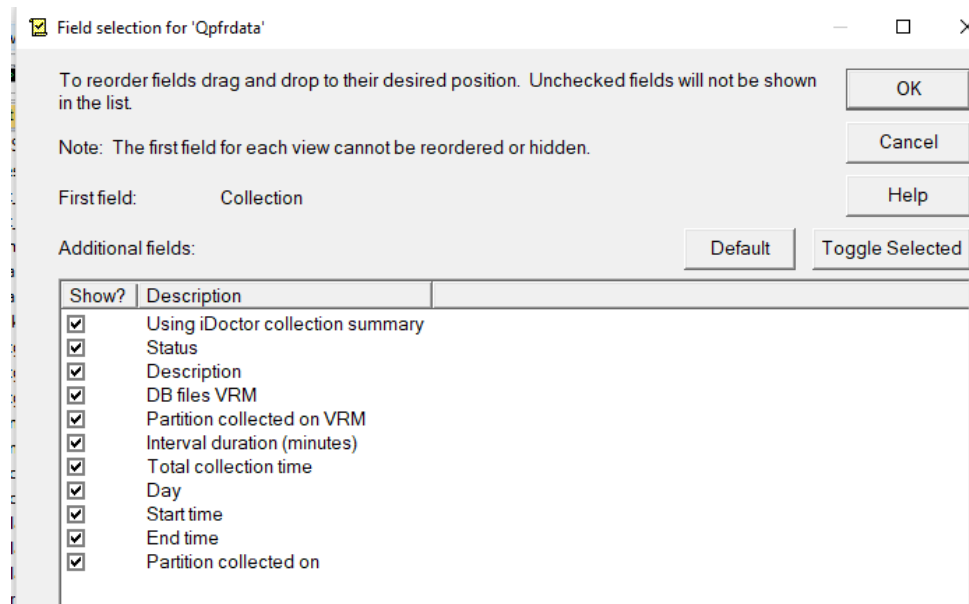 Field selection for 'Qpfrdata'
To reorder fields drag and drop to their desired position. Unchecked fields will not be shown
in the list.
OK
Note: The first field for each view cannot be reordered or hidden.
Cancel
First field: Collection
Help
Additional fields:
Default
Toggle Selected
Show? Description
Using iDoctor collection summary
Status
Description
DB files VRM
Partition collected on VRM
Interval duration (minutes)
Total collection time
Day
Start time
End time
Partition collected on